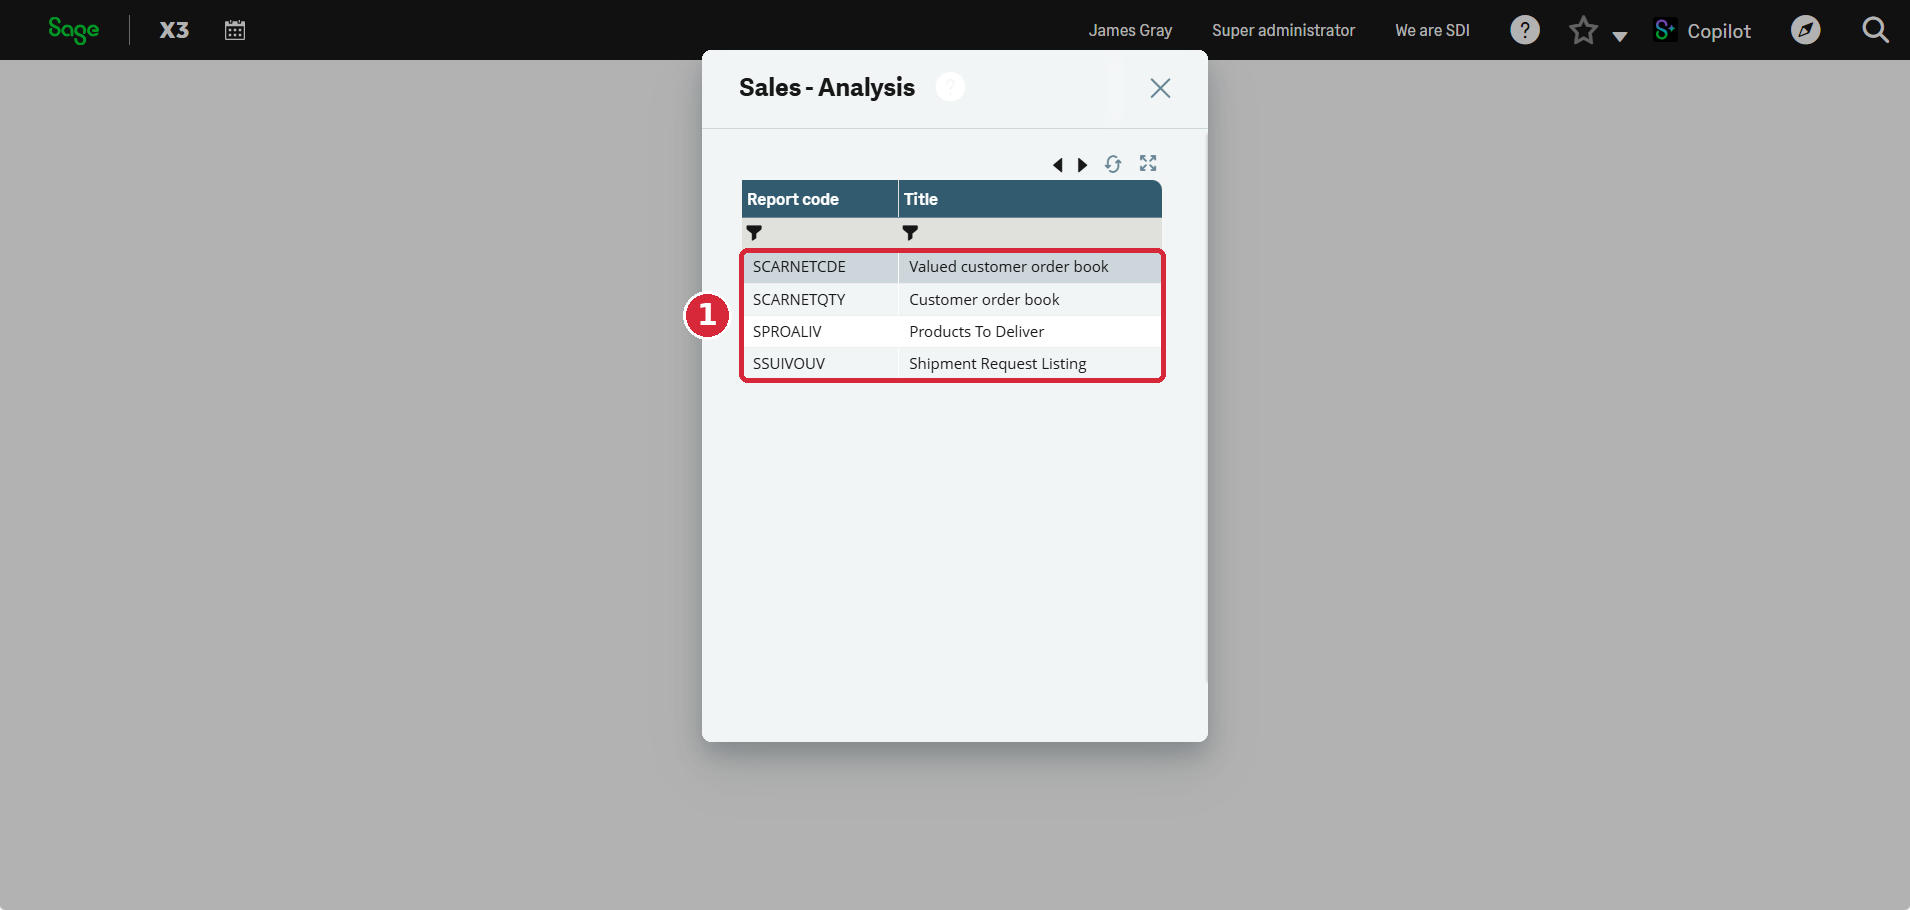 Sage X3 James Gray Super administrator We are SDI ? Copilot
Sales - Analysis ?
Report code Title
SCARNETCDE Valued customer order book
SCARNETQTY Customer order book
1
SPROALIV Products To Deliver
SSUIVOUV Shipment Request Listing